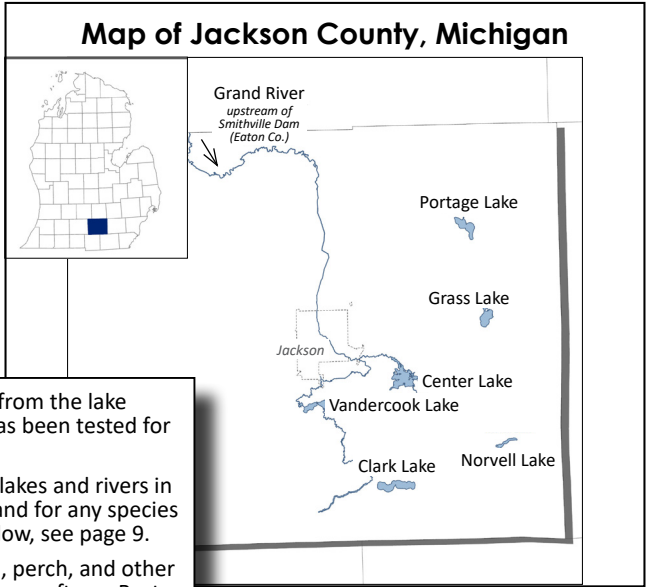 Map of Jackson County, Michigan
Grand River
upstream of
Smithville Dam
(Eaton Co.)
Portage Lake
Grass Lake
Jackson
Center Lake
Vandercook Lake
Clark Lake
Norvell Lake
from the lake
as been tested for
lakes and rivers in
and for any species
low, see page 9.
, perch, and other